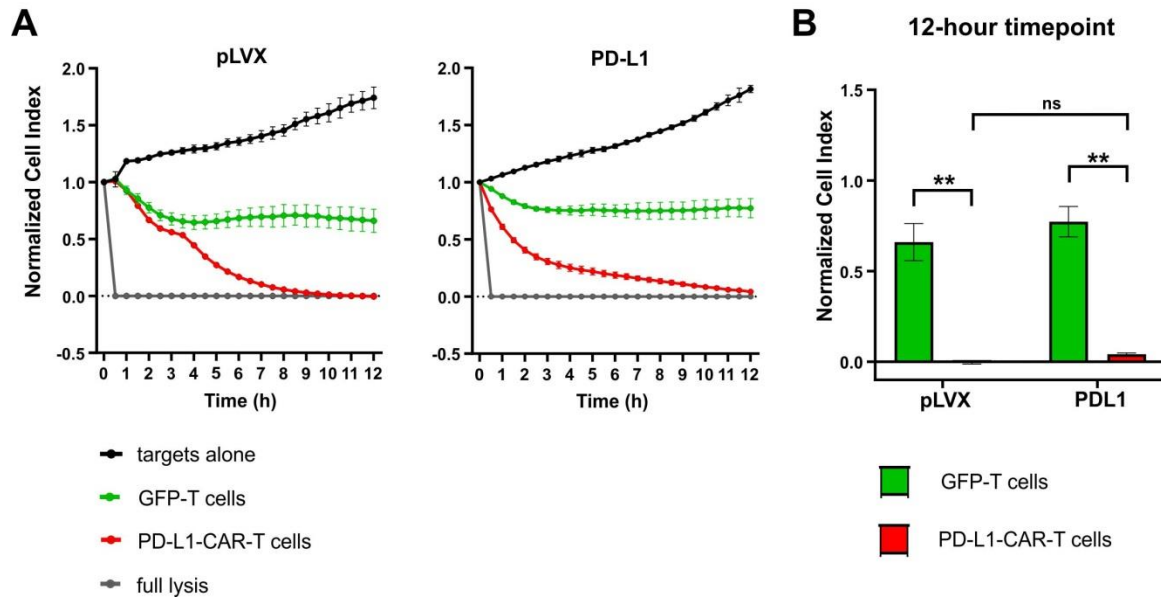 A
pLVX
Normalized Cell Index
2.0
1.5
1.0
0.5
0.0
-0.5
0 1 2 3 4 5 6 7 8 9 10 11 12
Time (h)
PD-L1
Normalized Cell Index
2.0
1.5
1.0
0.5
0.0
-0.5
0 1 2 3 4 5 6 7 8 9 10 11 12
Time (h)
targets alone
GFP-T cells
PD-L1-CAR-T cells
full lysis
B
12-hour timepoint
Normalized Cell Index
1.5
1.0
0.5
0.0
ns
**
**
pLVX PDL1
GFP-T cells
PD-L1-CAR-T cells